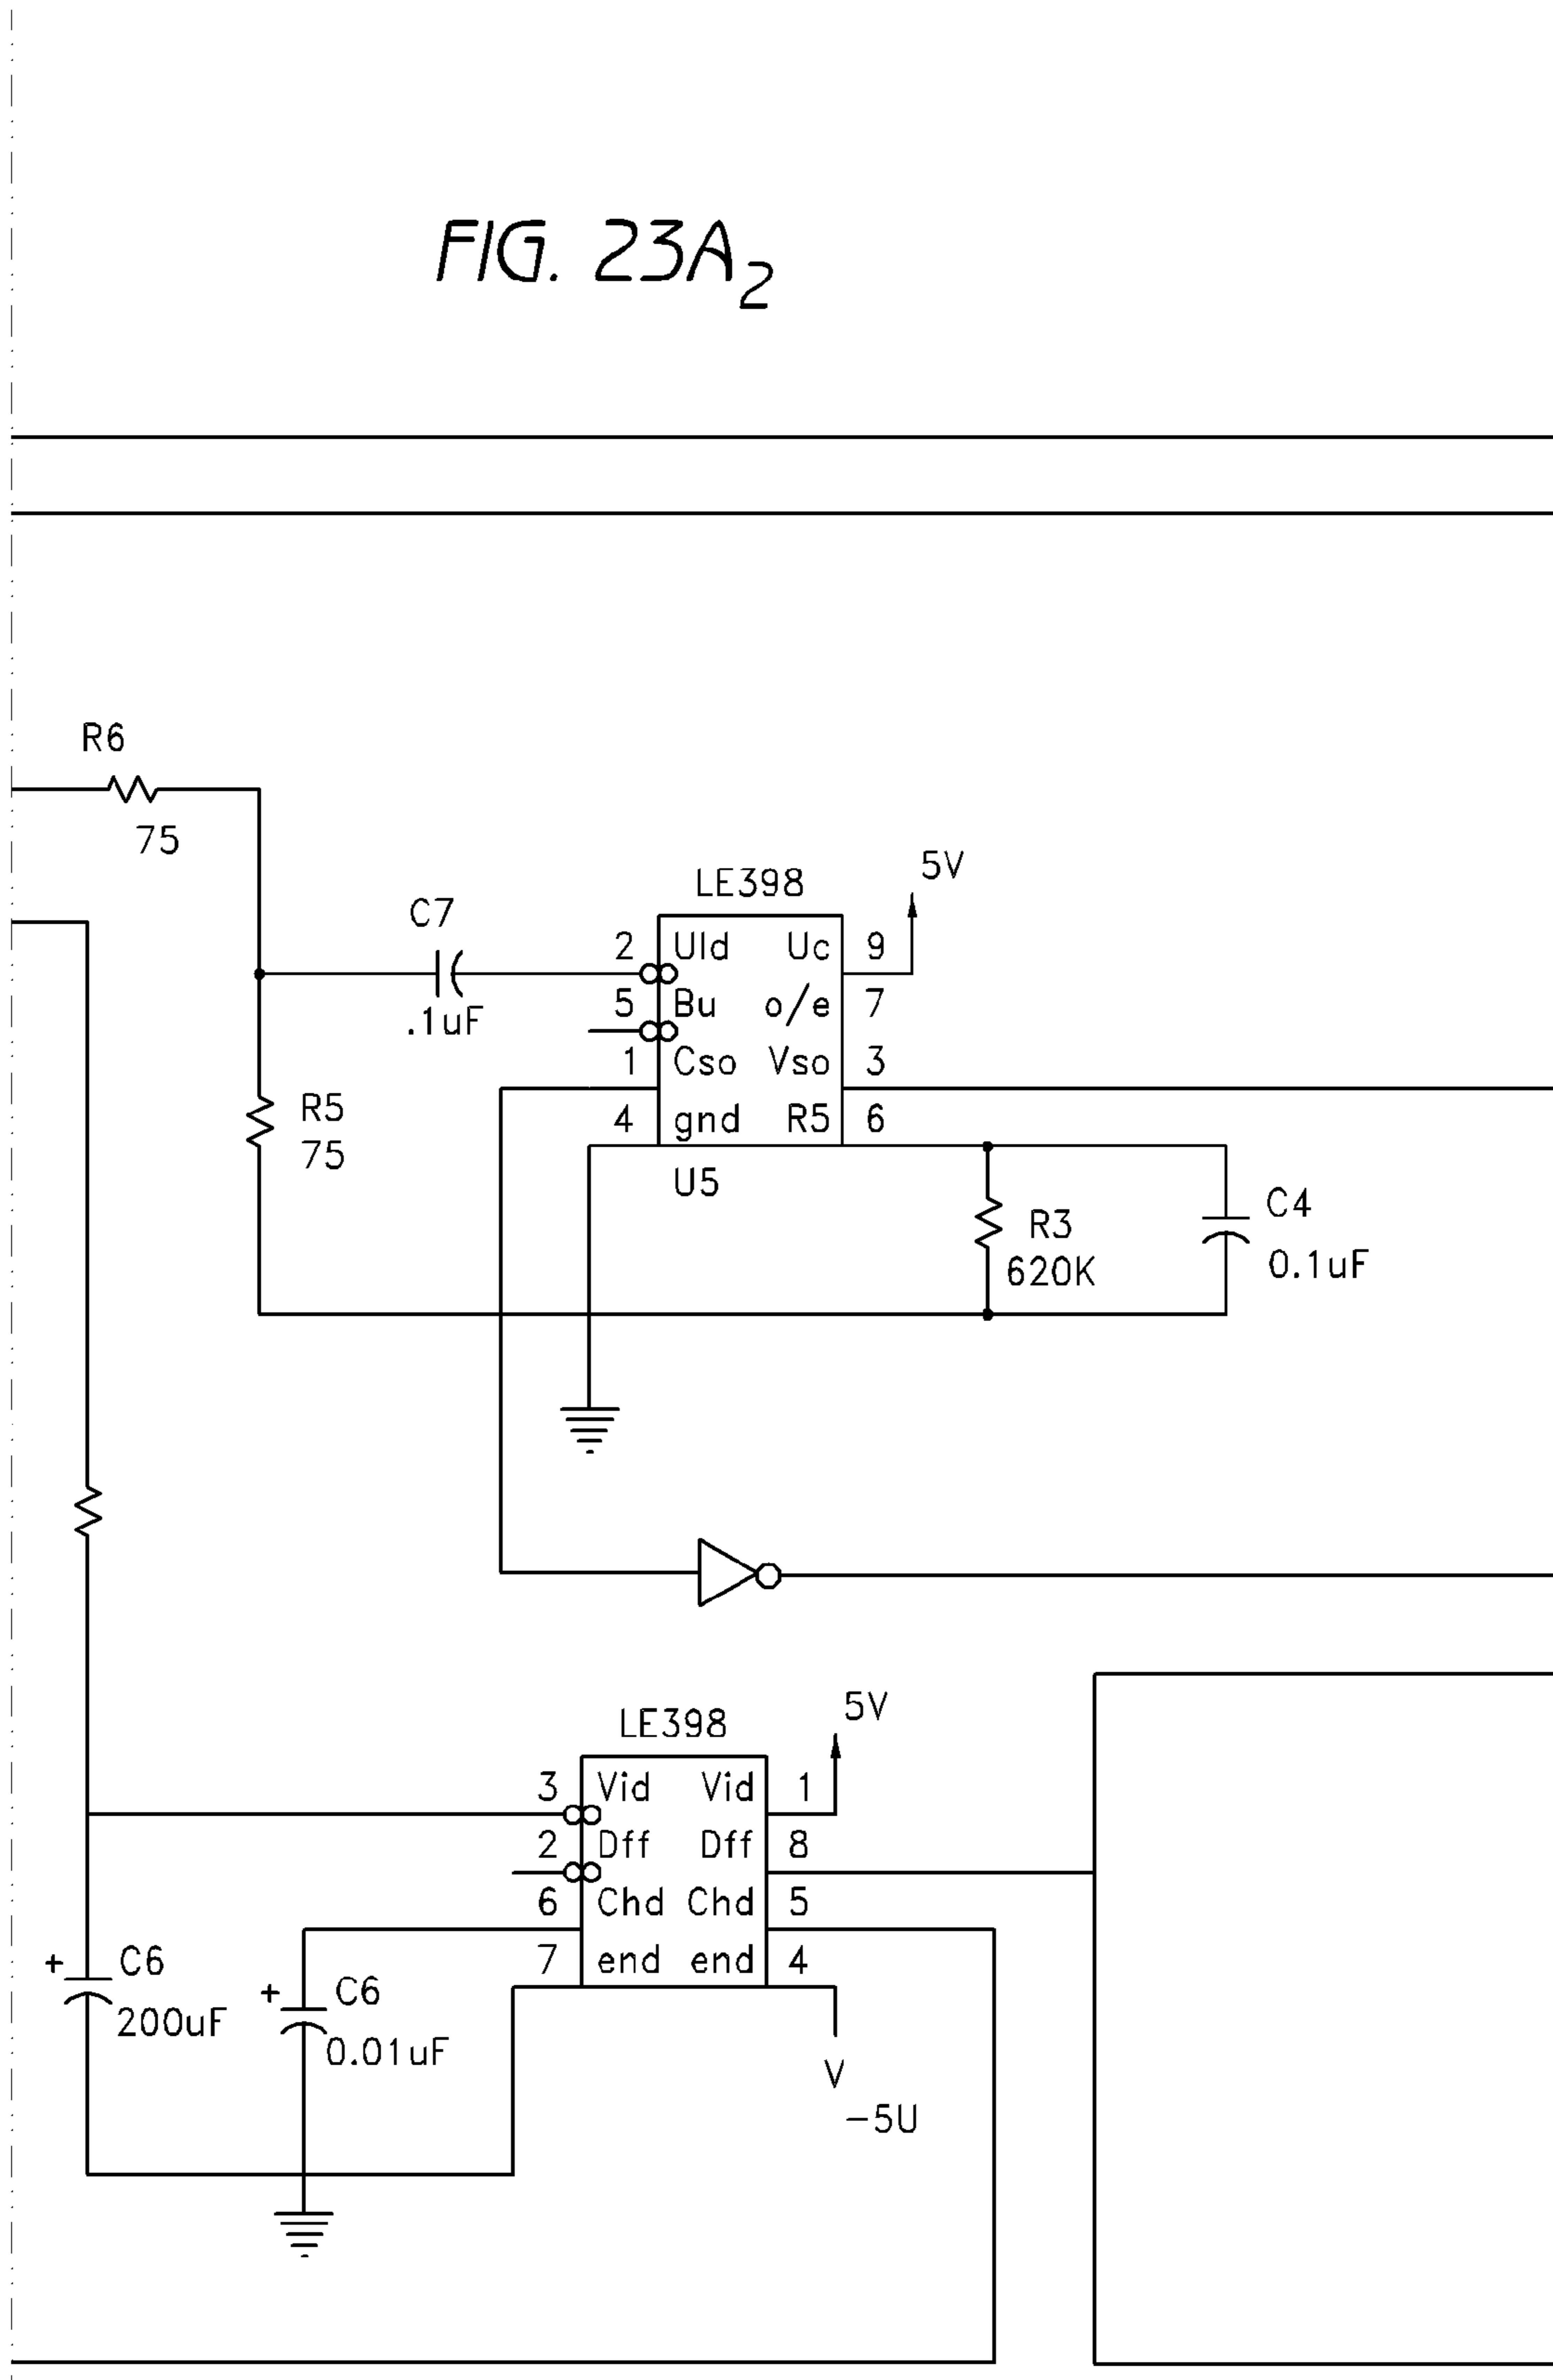 FIG. 23A2
R6
75
C7
.1uF
LE398
5V
2 Uld Uc 9
5 Bu o/e 7
1 Cso Vso 3
4 gnd R5 6
U5
R5
75
R3
620K
C4
0.1uF
LE398
5V
3 Vid Vid 1
2 Dff Dff 8
6 Chd Chd 5
7 end end 4
+ C6
200uF
+ C6
0.01uF
V
-5U